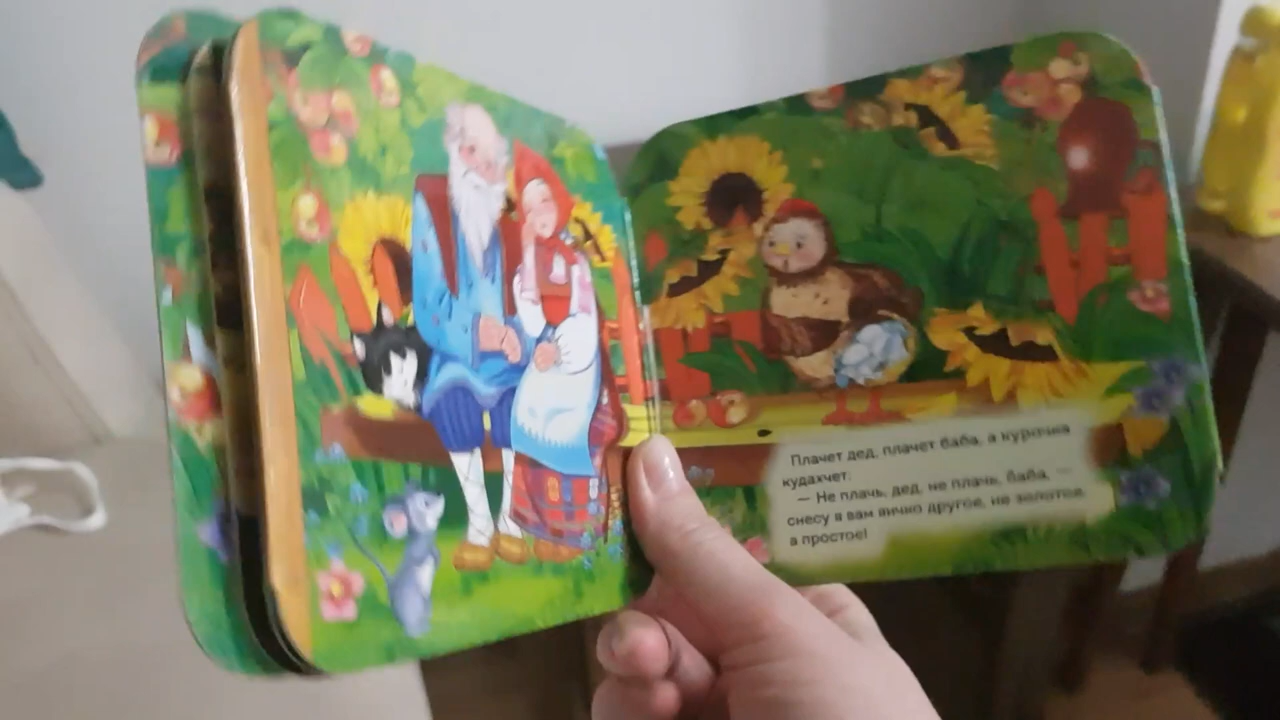 Плачет дед, плачет баба, а курочка
кудахчет:
— Не плачь, дед, не плачь, баба, —
снесу я вам яичко другое, не золотое,
а простое!